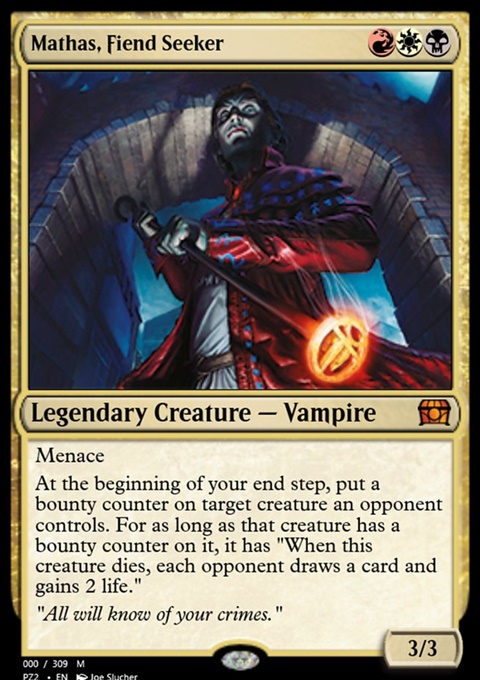 Mathas, Fiend Seeker
Legendary Creature — Vampire
Menace
At the beginning of your end step, put a
bounty counter on target creature an opponent
controls. For as long as that creature has a
bounty counter on it, it has "When this
creature dies, each opponent draws a card and
gains 2 life."
"All will know of your crimes."
3/3
000 / 309 M
PZ2 • EN Joe Slucher